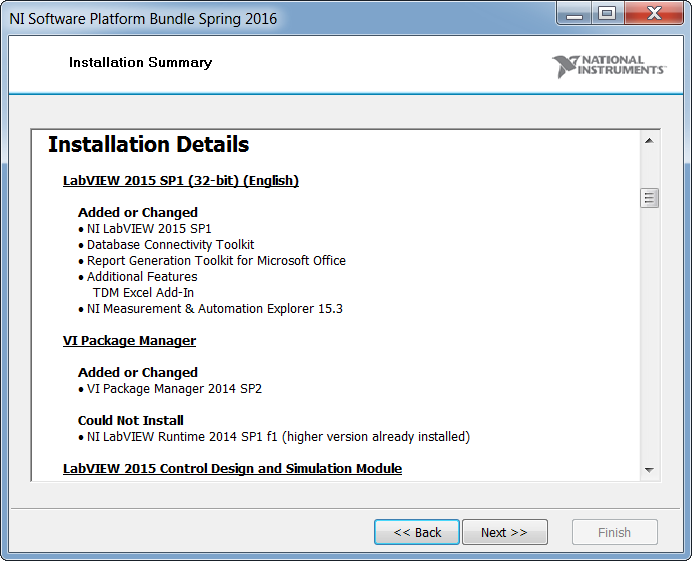 NI Software Platform Bundle Spring 2016
Installation Summary
NATIONAL
INSTRUMENTS
Installation Details
LabVIEW 2015 SP1 (32-bit) (English)
Added or Changed
• NI LabVIEW 2015 SP1
• Database Connectivity Toolkit
• Report Generation Toolkit for Microsoft Office
• Additional Features
TDM Excel Add-In
• NI Measurement & Automation Explorer 15.3
VI Package Manager
Added or Changed
• VI Package Manager 2014 SP2
Could Not Install
• NI LabVIEW Runtime 2014 SP1 f1 (higher version already installed)
LabVIEW 2015 Control Design and Simulation Module
<< Back Next >> Finish